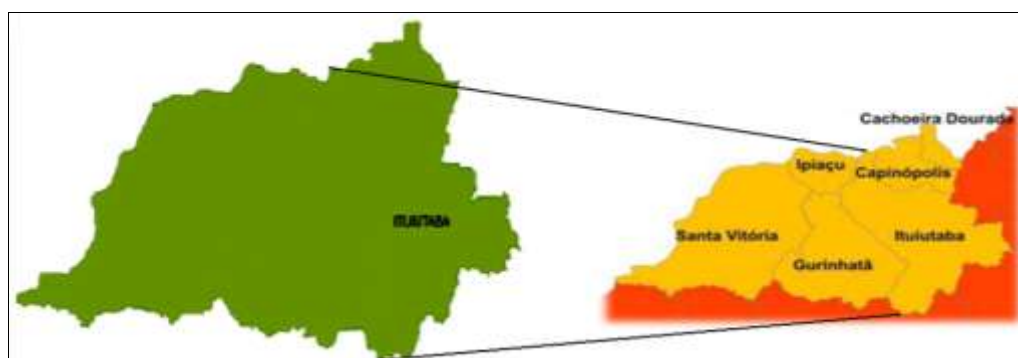 Cachoeira Dourada
Ipiaçu
Capinópolis
ITUIUTABA
Santa Vitória
Ituiutaba
Gurinhatã